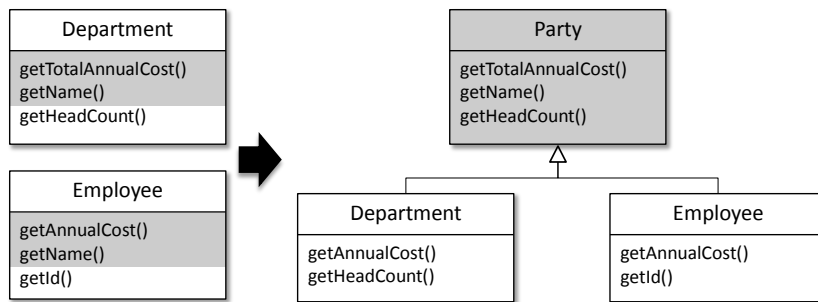 Department
getTotalAnnualCost()
getName()
getHeadCount()
Employee
getAnnualCost()
getName()
getId()
Party
getTotalAnnualCost()
getName()
getHeadCount()
Department
getAnnualCost()
getHeadCount()
Employee
getAnnualCost()
getId()